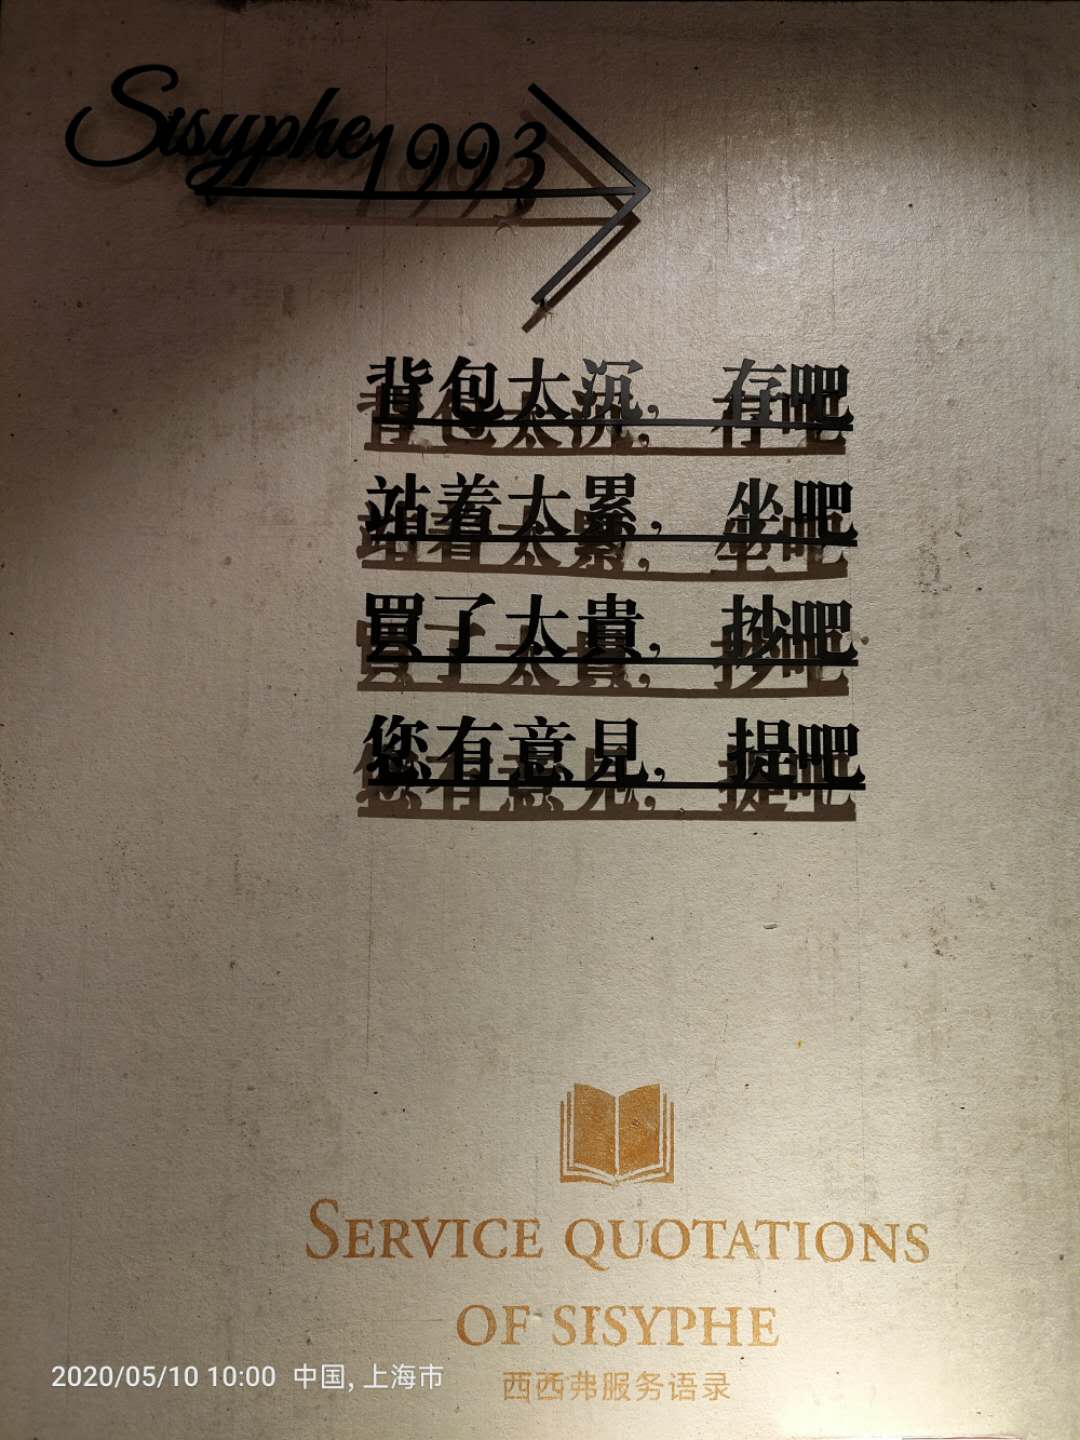 Sisyphe1993
背包太沉，存吧
站着太累，坐吧
買了太貴，抄吧
您有意見，提吧
SERVICE QUOTATIONS
OF SISYPHE
西西弗服务语录
2020/05/10 10:00 中国, 上海市